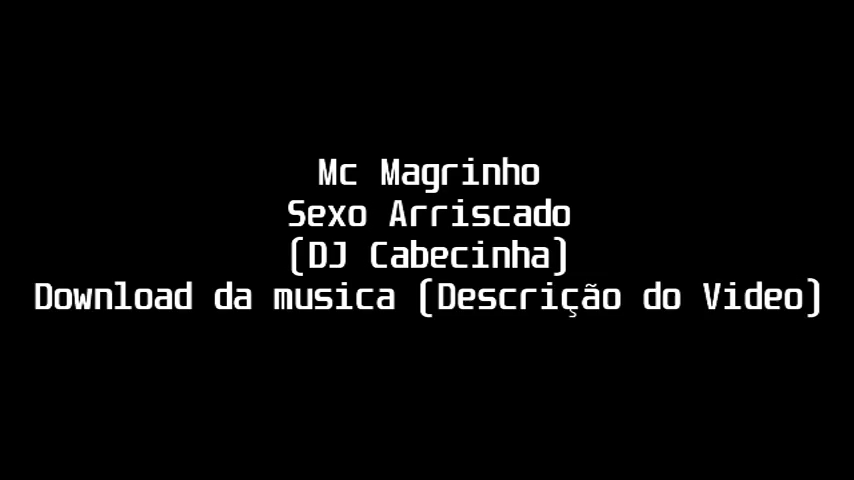 Mc Magrinho
Sexo Arriscado
(DJ Cabecinha)
Download da musica (Descrição do Video)